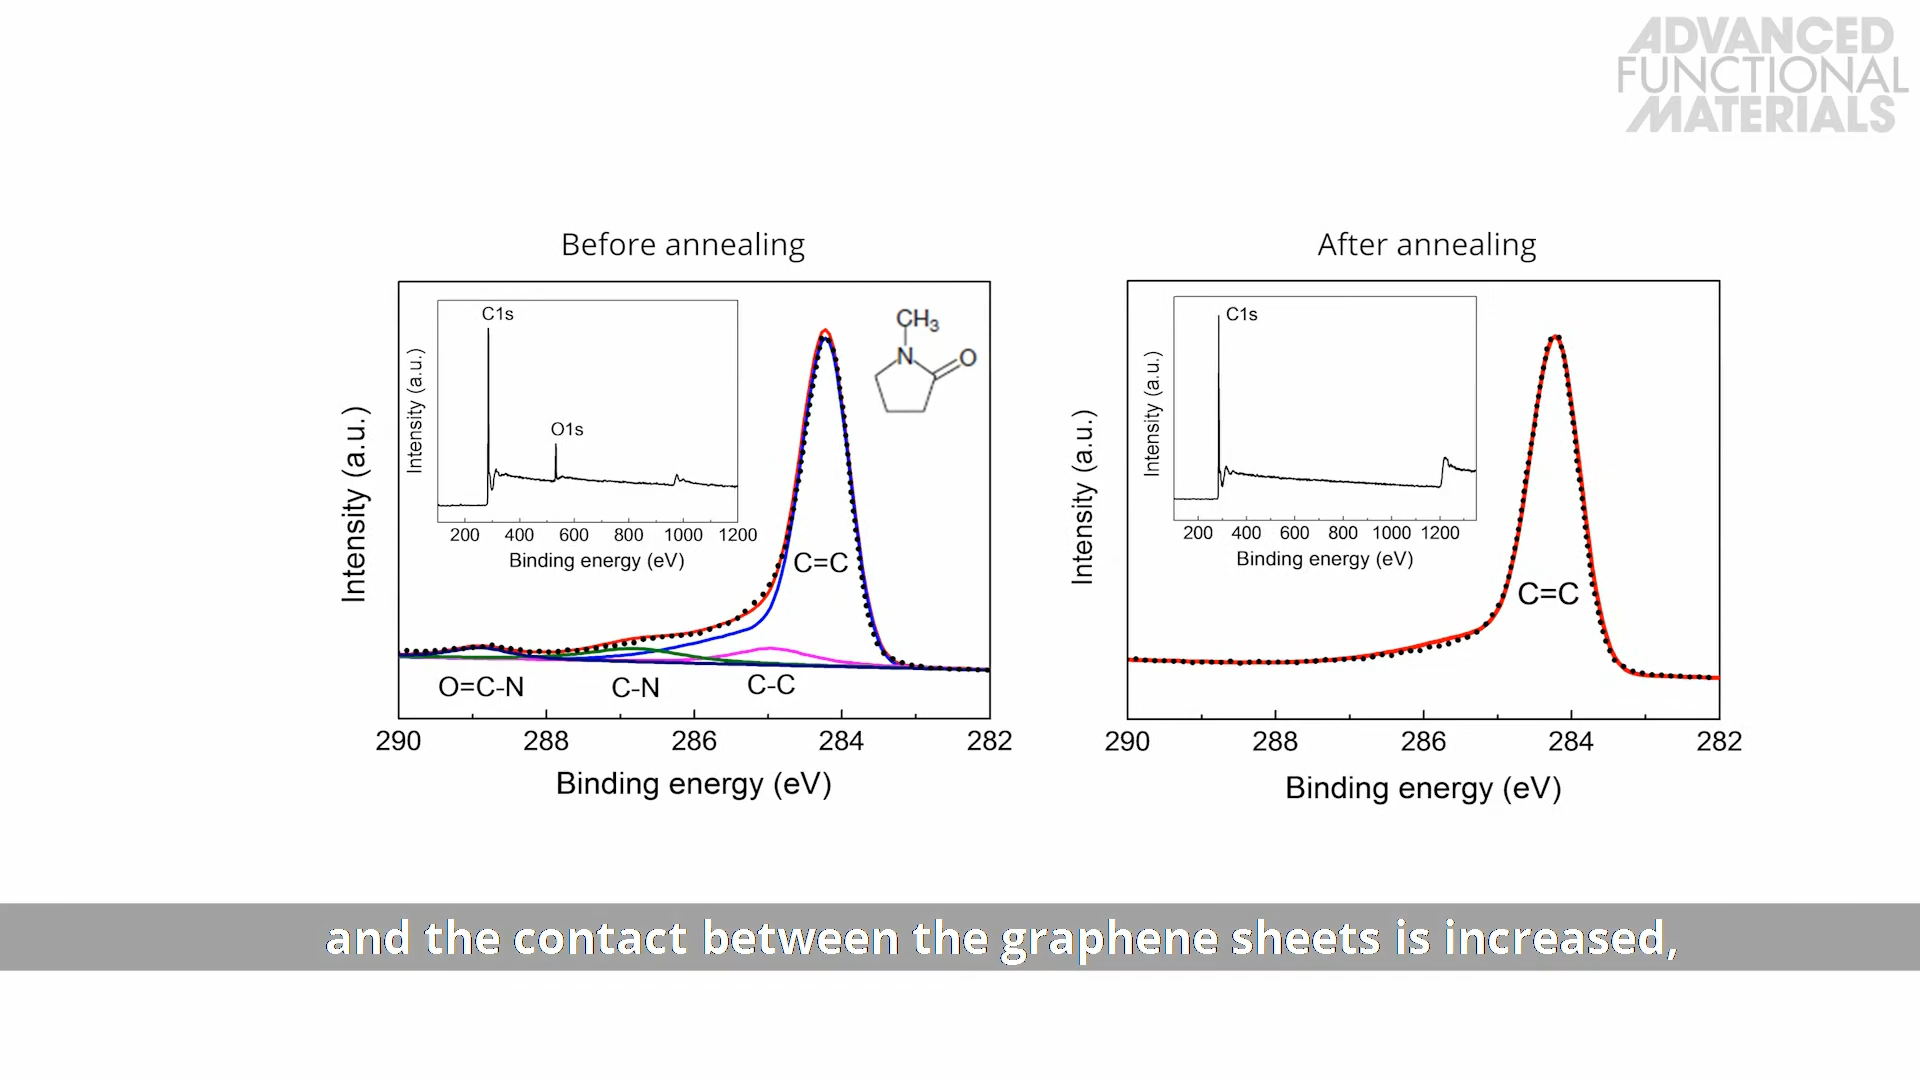 ADVANCED
FUNCTIONAL
MATERIALS
Before annealing
C1s
O1s
Intensity (a.u.)
200 400 600 800 1000 1200
Binding energy (eV)
CH3
N
O
C=C
O=C-N
C-N
C-C
Intensity (a.u.)
290 288 286 284 282
Binding energy (eV)
After annealing
C1s
Intensity (a.u.)
200 400 600 800 1000 1200
Binding energy (eV)
C=C
Intensity (a.u.)
290 288 286 284 282
Binding energy (eV)
and the contact between the graphene sheets is increased,